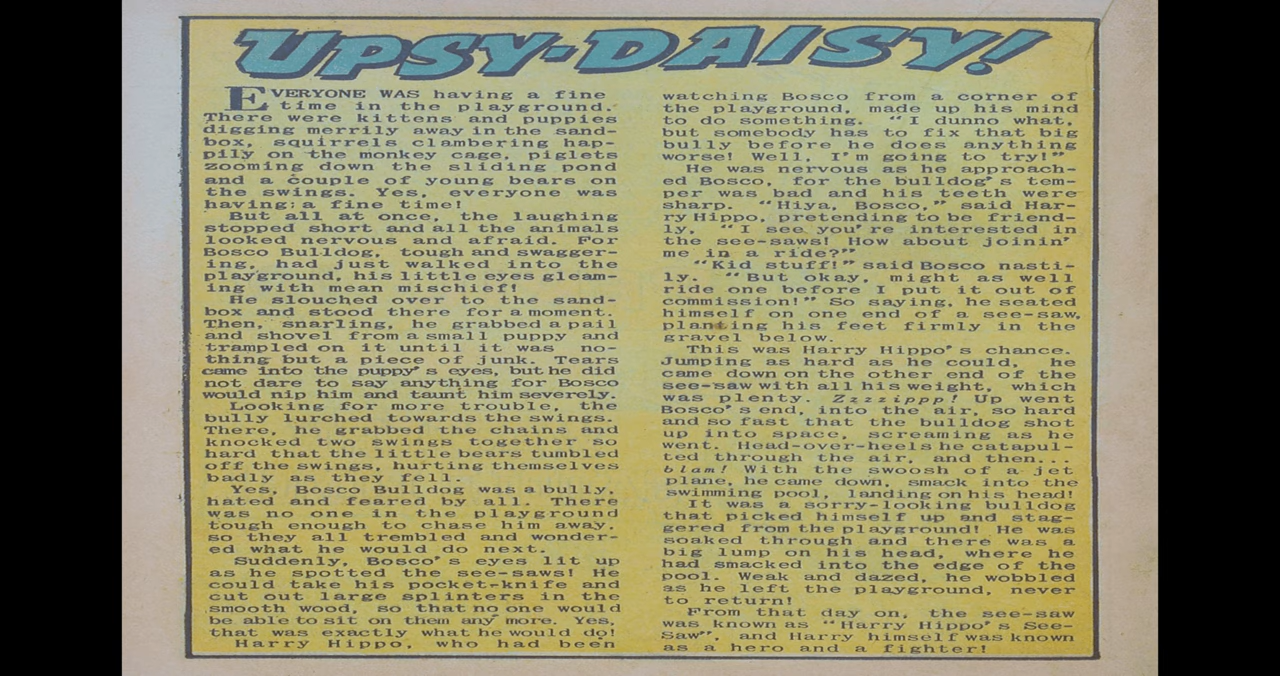 UPSY-DAISY!
EVERYONE WAS having a fine
time in the playground.
There were kittens and puppies
digging merrily away in the sand-
box, squirrels clambering hap-
pily on the monkey cage, piglets
zooming down the sliding pond
and a couple of young bears on
the swings. Yes, everyone was
having a fine time!
But all at once, the laughing
stopped short and all the animals
looked nervous and afraid. For
Bosco Bulldog, tough and swagger-
ing, had just walked into the
playground, his little eyes gleam-
ing with mean mischief!
He slouched over to the sand-
box and stood there for a moment.
Then, snarling, he grabbed a pail
and shovel from a small puppy and
trampled on it until it was no-
thing but a piece of junk. Tears
came into the puppy's eyes, but he did
not dare to say anything for Bosco
would nip him and taunt him severely.
Looking for more trouble, the
bully lurched towards the swings.
There, he grabbed the chains and
knocked two swings together so
hard that the little bears tumbled
off the swings, hurting themselves
badly as they fell.
Yes, Bosco Bulldog was a bully,
hated and feared by all. There
was no one in the playground
tough enough to chase him away,
so they all trembled and wonder-
ed what he would do next.
Suddenly, Bosco's eyes lit up
as he spotted the see-saws! He
could take his pocket-knife and
cut out large splinters in the
smooth wood, so that no one would
be able to sit on them any more. Yes,
that was exactly what he would do!
Harry Hippo, who had been
watching Bosco from a corner of
the playground, made up his mind
to do something. "I dunno what,
but somebody has to fix that big
bully before he does anything
worse! Well, I'm going to try!"
He was nervous as he approach-
ed Bosco, for the bulldog's tem-
per was bad and his teeth were
sharp. "Hiya, Bosco," said Har-
ry Hippo, pretending to be friend-
ly, "I see you're interested in
the see-saws! How about joinin'
me in a ride?"
"Kid stuff!" said Bosco nasti-
ly. "But okay, might as well
ride one before I put it out of
commission!" So saying, he seated
himself on one end of a see-saw,
planting his feet firmly in the
gravel below.
This was Harry Hippo's chance.
Jumping as hard as he could, he
came down on the other end of the
see-saw with all his weight, which
was plenty. Zzzzippp! Up went
Bosco's end, into the air, so hard
and so fast that the bulldog shot
up into space, screaming as he
went. Head-over-heels he catapul-
ted through the air, and then...
blam! With the swoosh of a jet
plane, he came down, smack into the
swimming pool, landing on his head!
It was a sorry-looking bulldog
that picked himself up and stag-
gered from the playground! He was
soaked through and there was a
big lump on his head, where he
had smacked into the edge of the
pool. Weak and dazed, he wobbled
as he left the playground, never
to return!
From that day on, the see-saw
was known as "Harry Hippo's See-
Saw", and Harry himself was known
as a hero and a fighter!